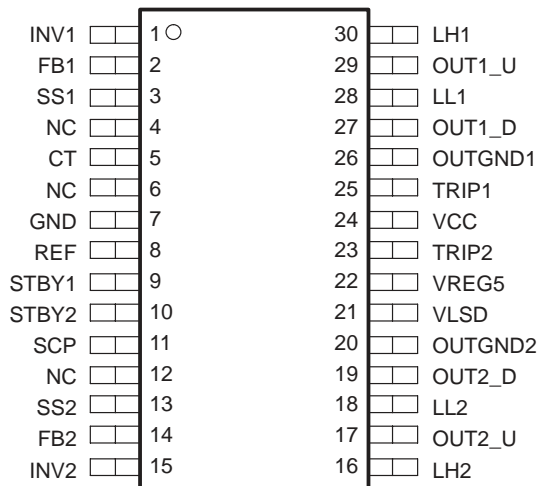 INV1 1 30 LH1
FB1 2 29 OUT1_U
SS1 3 28 LL1
NC 4 27 OUT1_D
CT 5 26 OUTGND1
NC 6 25 TRIP1
GND 7 24 VCC
REF 8 23 TRIP2
STBY1 9 22 VREG5
STBY2 10 21 VLSD
SCP 11 20 OUTGND2
NC 12 19 OUT2_D
SS2 13 18 LL2
FB2 14 17 OUT2_U
INV2 15 16 LH2